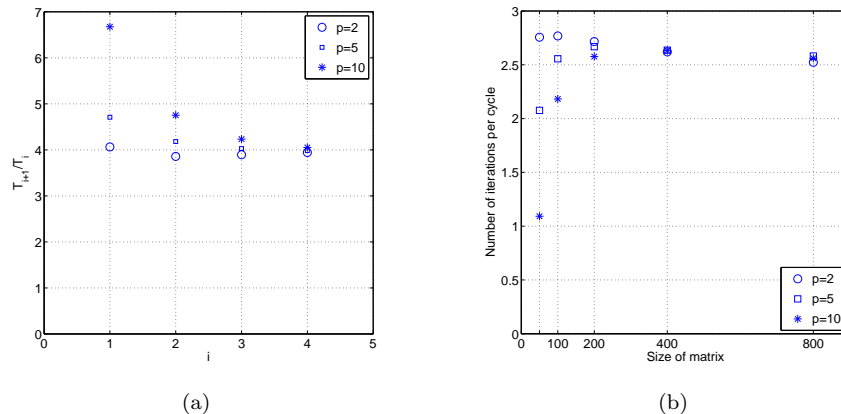 7
6
5
4
3
2
1
0
0 1 2 3 4 5
T_{i+1}/T_i
i
p=2
p=5
p=10
(a)
3
2.5
2
1.5
1
0.5
0
0 100 200 400 800
Number of iterations per cycle
Size of matrix
p=2
p=5
p=10
(b)